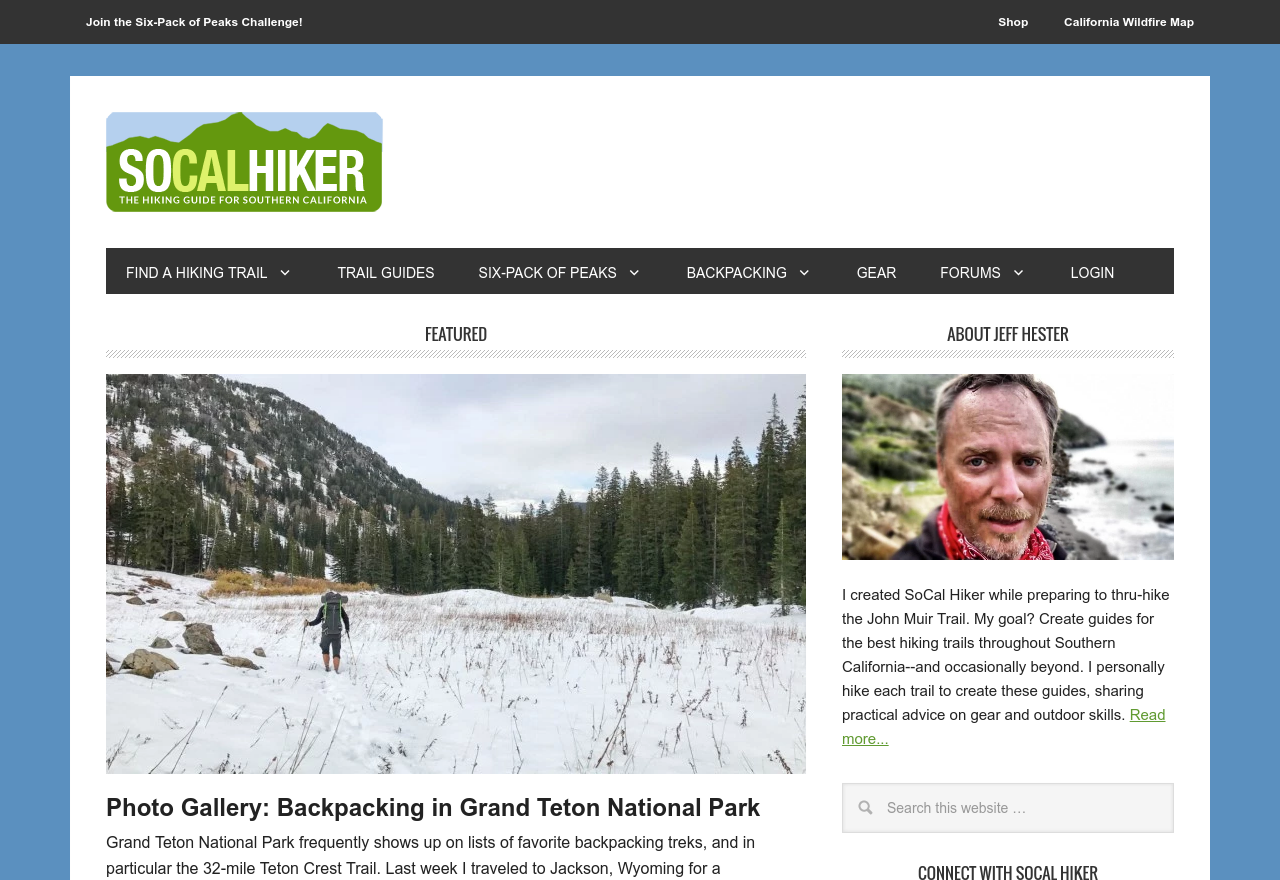 Join the Six-Pack of Peaks Challenge!
Shop
California Wildfire Map
SOCALHIKER
THE HIKING GUIDE FOR SOUTHERN CALIFORNIA
FIND A HIKING TRAIL
TRAIL GUIDES
SIX-PACK OF PEAKS
BACKPACKING
GEAR
FORUMS
LOGIN
FEATURED
Photo Gallery: Backpacking in Grand Teton National Park
Grand Teton National Park frequently shows up on lists of favorite backpacking treks, and in
particular the 32-mile Teton Crest Trail. Last week I traveled to Jackson, Wyoming for a
ABOUT JEFF HESTER
I created SoCal Hiker while preparing to thru-hike
the John Muir Trail. My goal? Create guides for
the best hiking trails throughout Southern
California--and occasionally beyond. I personally
hike each trail to create these guides, sharing
practical advice on gear and outdoor skills. Read
more...
Search this website …
CONNECT WITH SOCAL HIKER